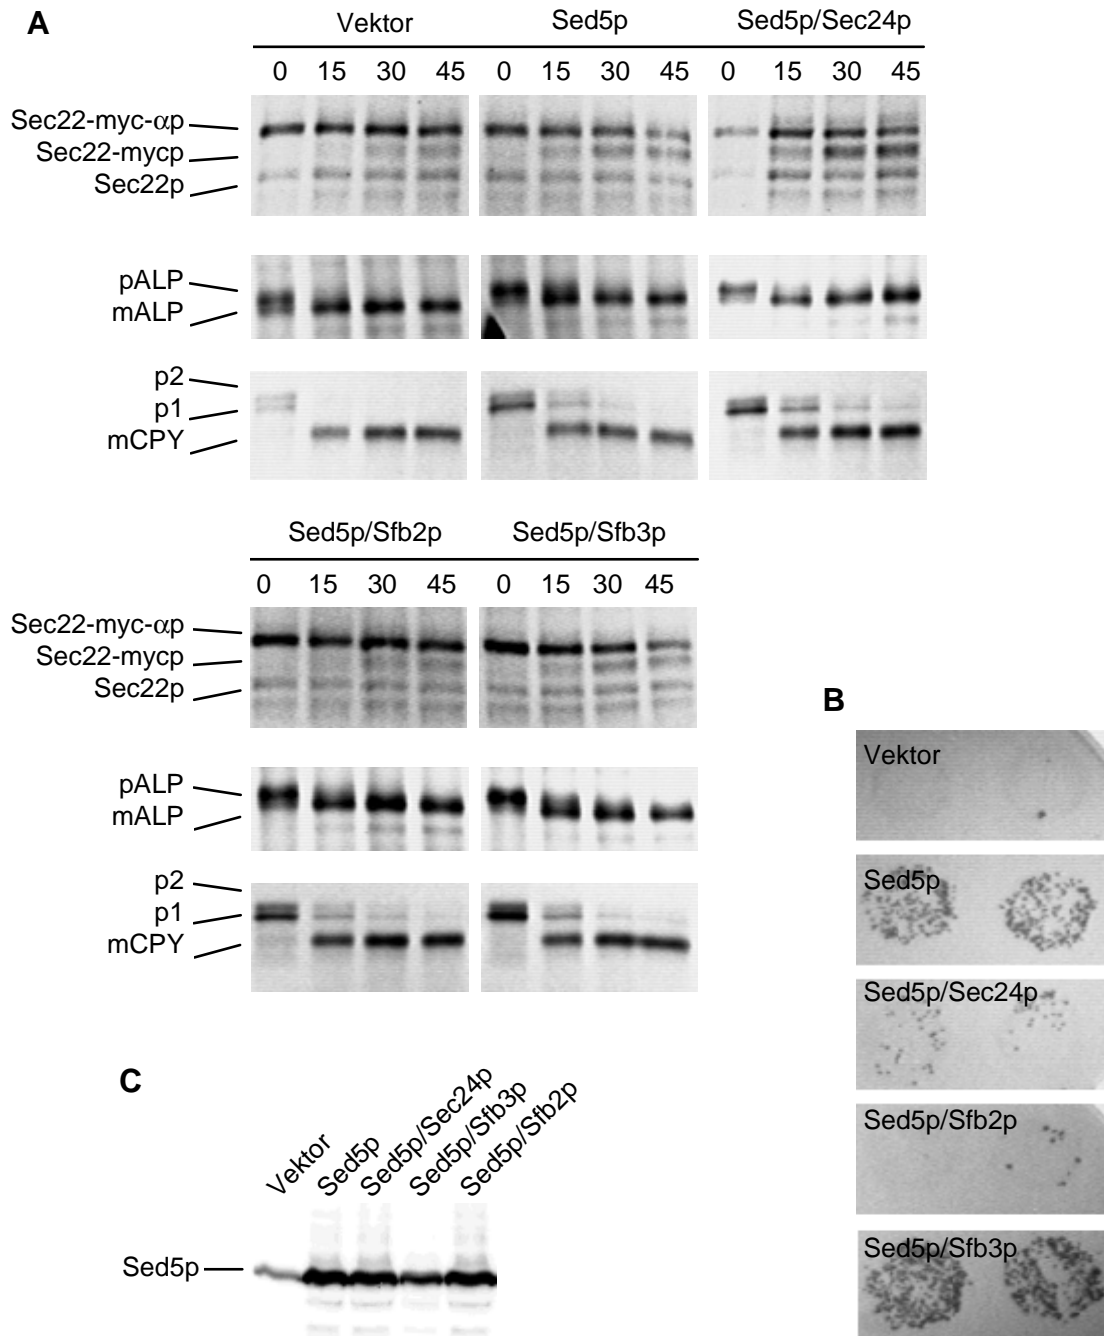 A
Vektor Sed5p Sed5p/Sec24p
0 15 30 45 0 15 30 45 0 15 30 45
Sec22-myc-αp
Sec22-mycp
Sec22p
pALP
mALP
p2
p1
mCPY
Sed5p/Sfb2p Sed5p/Sfb3p
0 15 30 45 0 15 30 45
Sec22-myc-αp
Sec22-mycp
Sec22p
pALP
mALP
p2
p1
mCPY
B
Vektor
Sed5p
Sed5p/Sec24p
Sed5p/Sfb2p
Sed5p/Sfb3p
C
Vektor
Sed5p
Sed5p/Sec24p
Sed5p/Sfb3p
Sed5p/Sfb2p
Sed5p